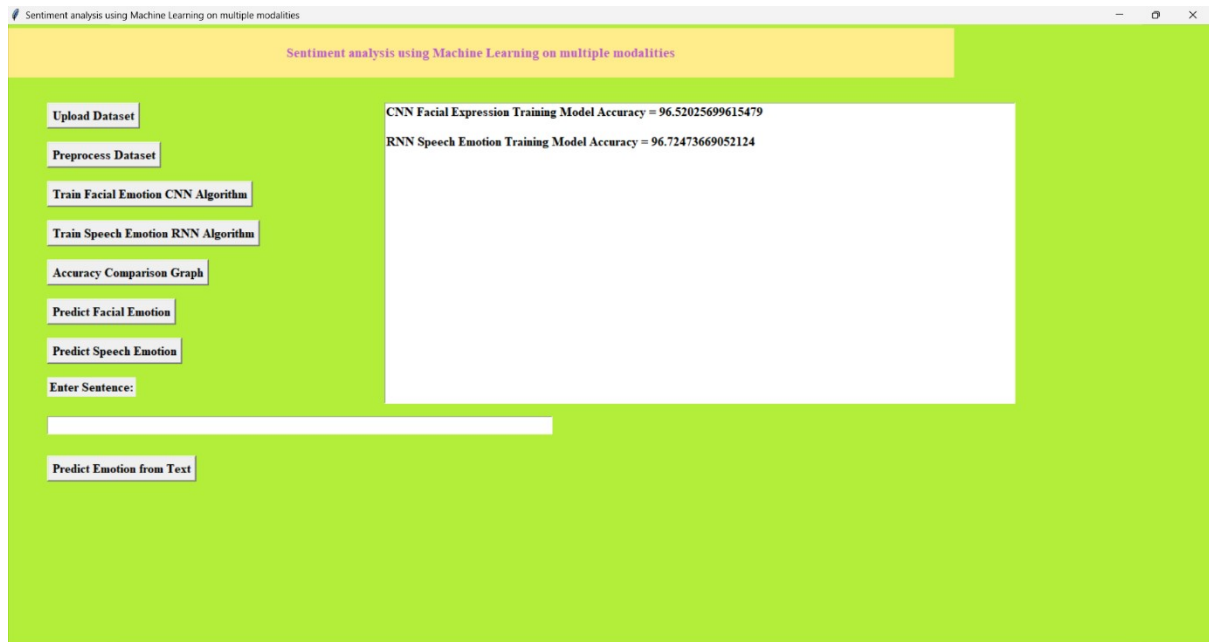 Sentiment analysis using Machine Learning on multiple modalities
Sentiment analysis using Machine Learning on multiple modalities
Upload Dataset
Preprocess Dataset
Train Facial Emotion CNN Algorithm
Train Speech Emotion RNN Algorithm
Accuracy Comparison Graph
Predict Facial Emotion
Predict Speech Emotion
Enter Sentence:
Predict Emotion from Text
CNN Facial Expression Training Model Accuracy = 96.52025699615479
RNN Speech Emotion Training Model Accuracy = 96.72473669052124